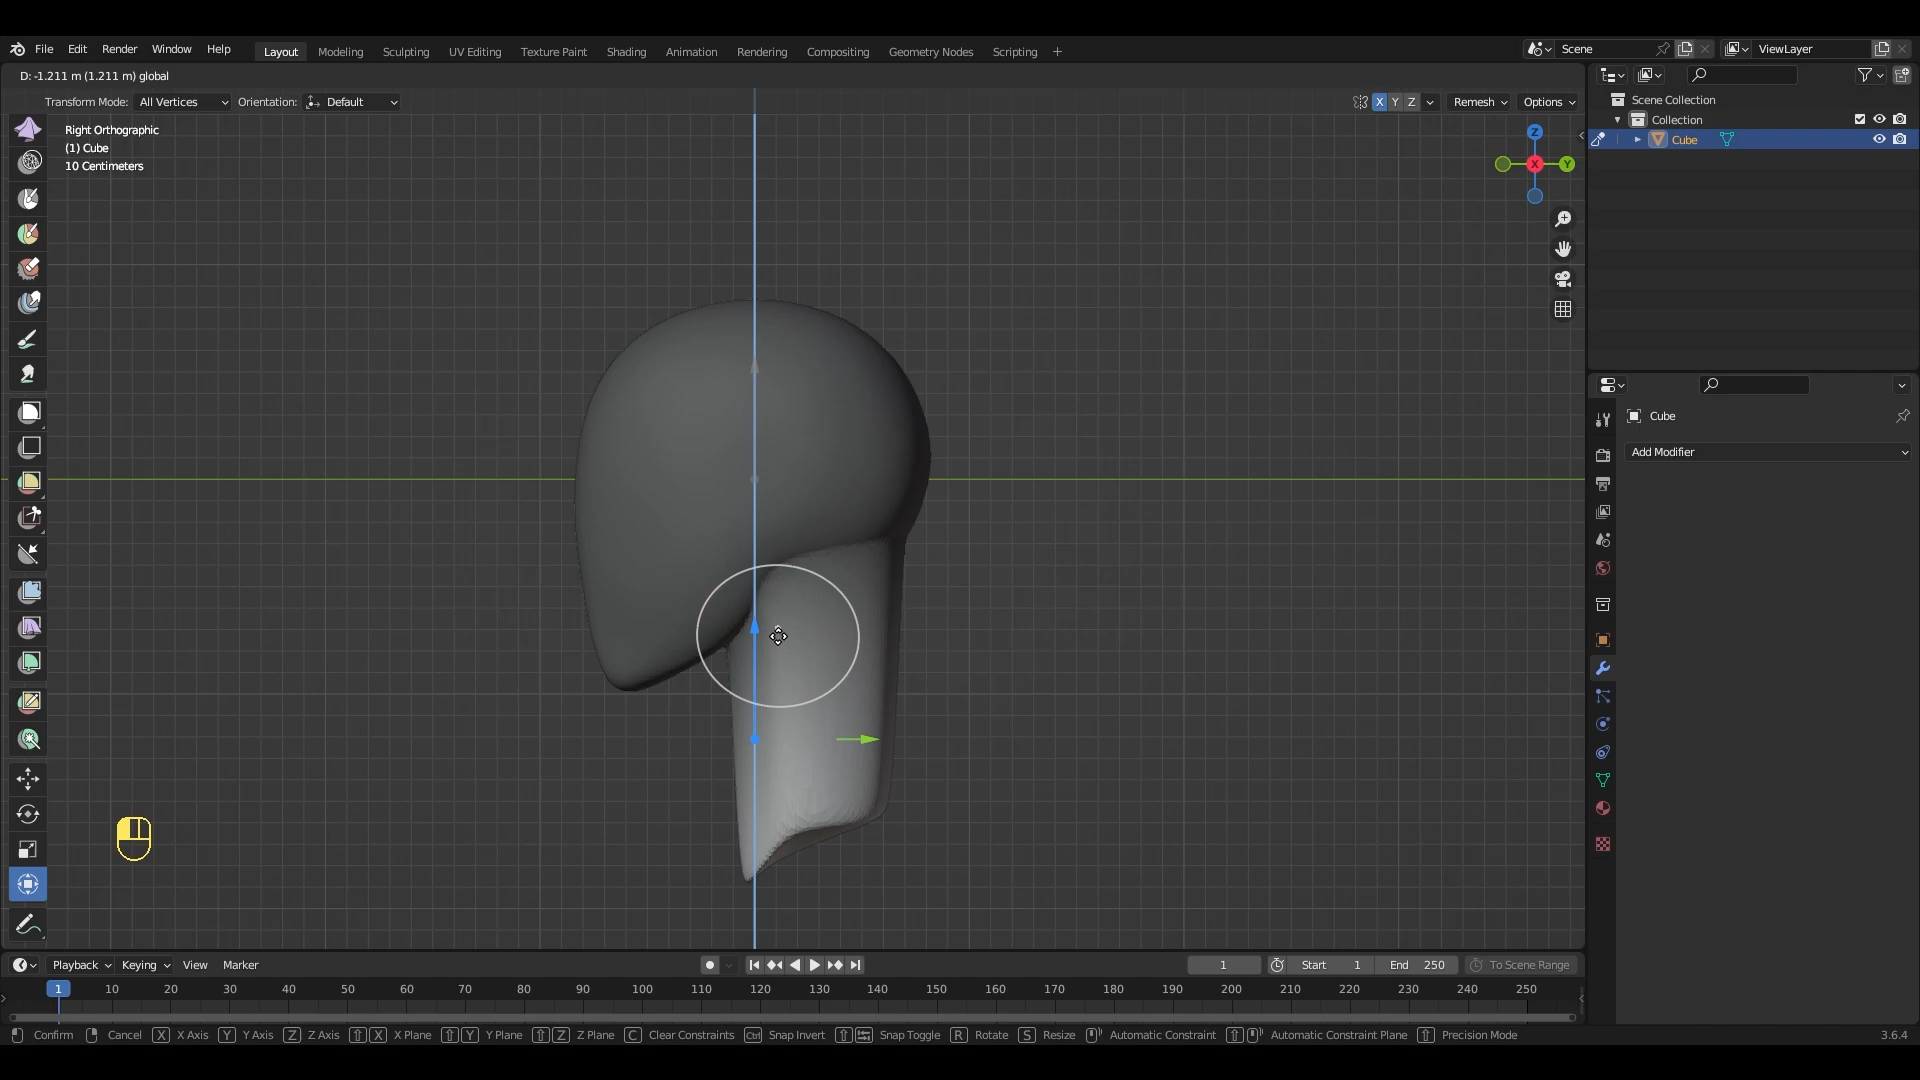 File Edit Render Window Help Layout Modeling Sculpting UV Editing Texture Paint Shading Animation Rendering Compositing Geometry Nodes Scripting + Scene ViewLayer
D: -1.211 m (1.211 m) global
Transform Mode: All Vertices Orientation: Default X Y Z Remesh Options
Right Orthographic
(1) Cube
10 Centimeters
Z
X Y
Scene Collection
Collection
Cube
Cube
Add Modifier
Playback Keying View Marker 1 Start 1 End 250 To Scene Range
1 10 20 30 40 50 60 70 80 90 100 110 120 130 140 150 160 170 180 190 200 210 220 230 240 250
Confirm Cancel X X Axis Y Y Axis Z Z Axis X X Plane Y Y Plane Z Z Plane C Clear Constraints Ctrl Snap Invert Snap Toggle R Rotate S Resize Automatic Constraint Automatic Constraint Plane Precision Mode 3.6.4